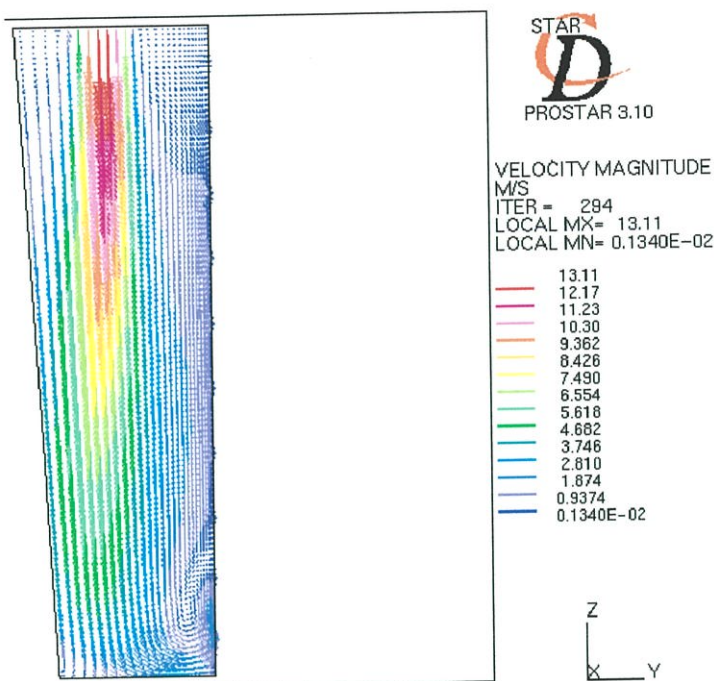 STAR
D
PROSTAR 3.10
VELOCITY MAGNITUDE
M/S
ITER = 294
LOCAL MX= 13.11
LOCAL MN= 0.1340E-02
13.11
12.17
11.23
10.30
9.362
8.426
7.490
6.554
5.618
4.682
3.746
2.810
1.874
0.9374
0.1340E-02
Z
X Y